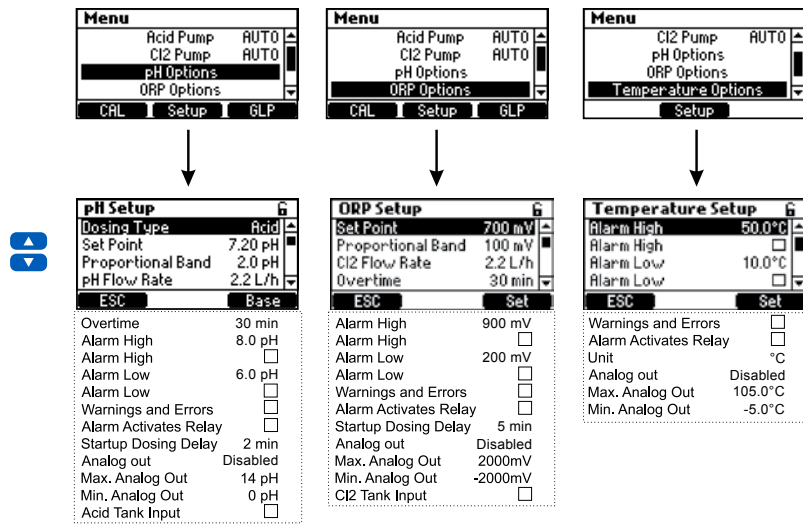 Menu
Acid Pump AUTO
Cl2 Pump AUTO
pH Options
ORP Options
CAL Setup GLP
Menu
Acid Pump AUTO
Cl2 Pump AUTO
pH Options
ORP Options
CAL Setup GLP
Menu
Cl2 Pump AUTO
pH Options
ORP Options
Temperature Options
Setup
pH Setup
Dosing Type Acid
Set Point 7.20 pH
Proportional Band 2.0 pH
pH Flow Rate 2.2 L/h
ESC Base
Overtime 30 min
Alarm High 8.0 pH
Alarm High
Alarm Low 6.0 pH
Alarm Low
Warnings and Errors
Alarm Activates Relay
Startup Dosing Delay 2 min
Analog out Disabled
Max. Analog Out 14 pH
Min. Analog Out 0 pH
Acid Tank Input
ORP Setup
Set Point 700 mV
Proportional Band 100 mV
Cl2 Flow Rate 2.2 L/h
Overtime 30 min
ESC Set
Alarm High 900 mV
Alarm High
Alarm Low 200 mV
Alarm Low
Warnings and Errors
Alarm Activates Relay
Startup Dosing Delay 5 min
Analog out Disabled
Max. Analog Out 2000mV
Min. Analog Out -2000mV
Cl2 Tank Input
Temperature Setup
Alarm High 50.0°C
Alarm High
Alarm Low 10.0°C
Alarm Low
ESC Set
Warnings and Errors
Alarm Activates Relay
Unit °C
Analog out Disabled
Max. Analog Out 105.0°C
Min. Analog Out -5.0°C